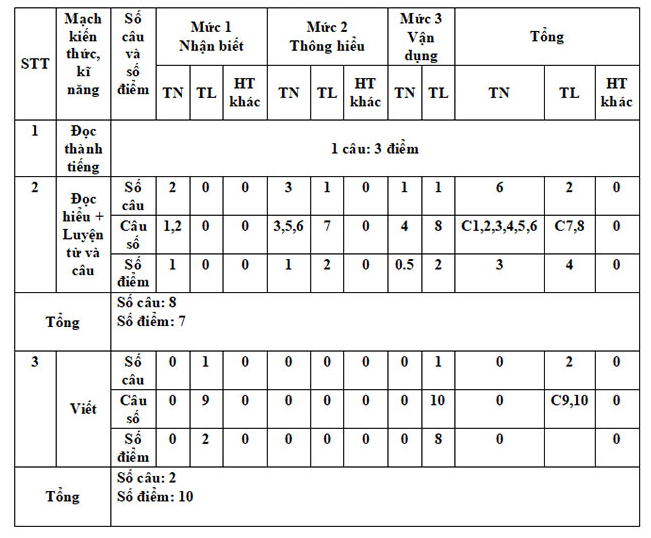 STT Mạch kiến thức, kĩ năng Số câu và số điểm Mức 1 Nhận biết Mức 2 Thông hiểu Mức 3 Vận dụng Tổng
TN TL HT khác TN TL HT khác TN TL TN TL HT khác
1 Đọc thành tiếng 1 câu: 3 điểm
2 Đọc hiểu + Luyện từ và câu Số câu 2 0 0 3 1 0 1 1 6 2 0
Câu số 1,2 0 0 3,5,6 7 0 4 8 C1,2,3,4,5,6 C7,8 0
Số điểm 1 0 0 1 2 0 0.5 2 3 4 0
Tổng Số câu: 8
Số điểm: 7
3 Viết Số câu 0 1 0 0 0 0 0 1 0 2 0
Câu số 0 9 0 0 0 0 0 10 0 C9,10 0
Số điểm 0 2 0 0 0 0 0 8 0 0
Tổng Số câu: 2
Số điểm: 10